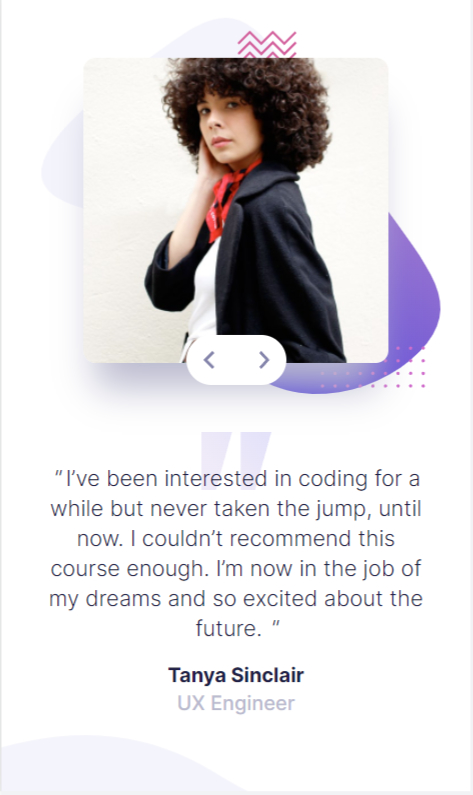 “I’ve been interested in coding for a
while but never taken the jump, until
now. I couldn’t recommend this
course enough. I’m now in the job of
my dreams and so excited about the
future. ”
Tanya Sinclair
UX Engineer